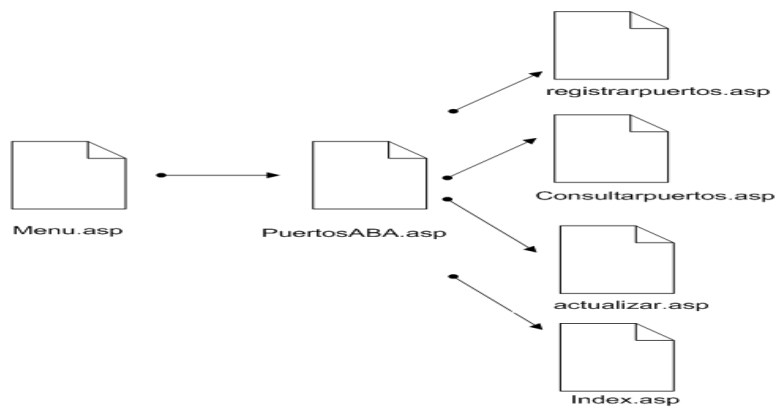 registrarpuertos.asp
Consultarpuertos.asp
Menu.asp
PuertosABA.asp
actualizar.asp
Index.asp